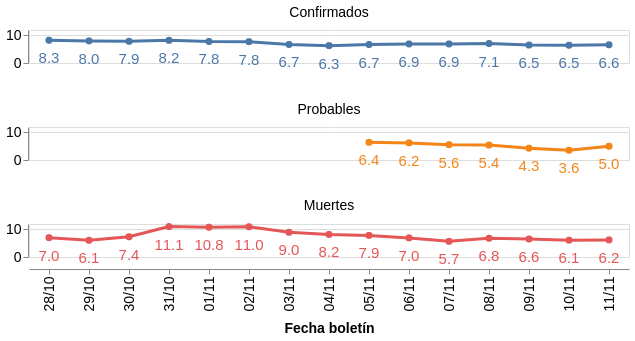 Confirmados
10
0
8.3 8.0 7.9 8.2 7.8 7.8 6.7 6.3 6.7 6.9 6.9 7.1 6.5 6.5 6.6
Probables
10
0
6.4 6.2 5.6 5.4 4.3 3.6 5.0
Muertes
10
0
7.0 6.1 7.4 11.1 10.8 11.0 9.0 8.2 7.9 7.0 5.7 6.8 6.6 6.1 6.2
28/10 29/10 30/10 31/10 01/11 02/11 03/11 04/11 05/11 06/11 07/11 08/11 09/11 10/11 11/11
Fecha boletín